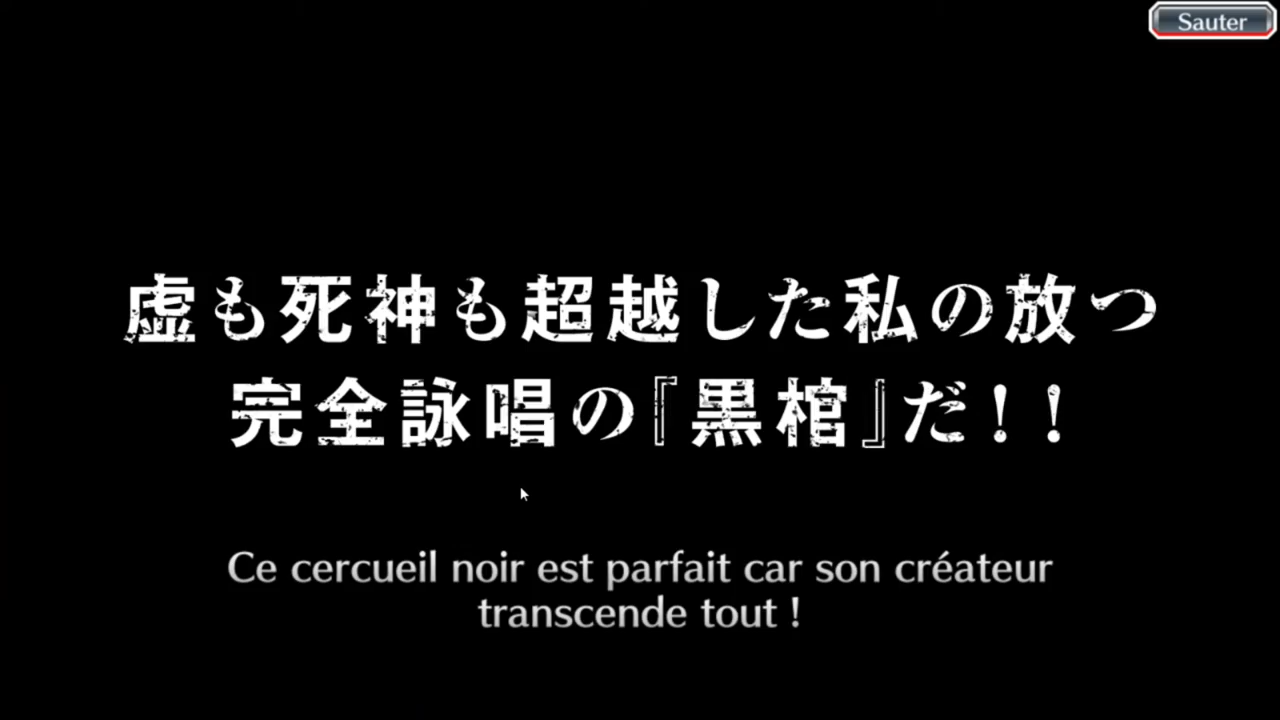 Sauter
虚も死神も超越した私の放つ
完全詠唱の『黒棺』だ！！
Ce cercueil noir est parfait car son créateur
transcende tout !